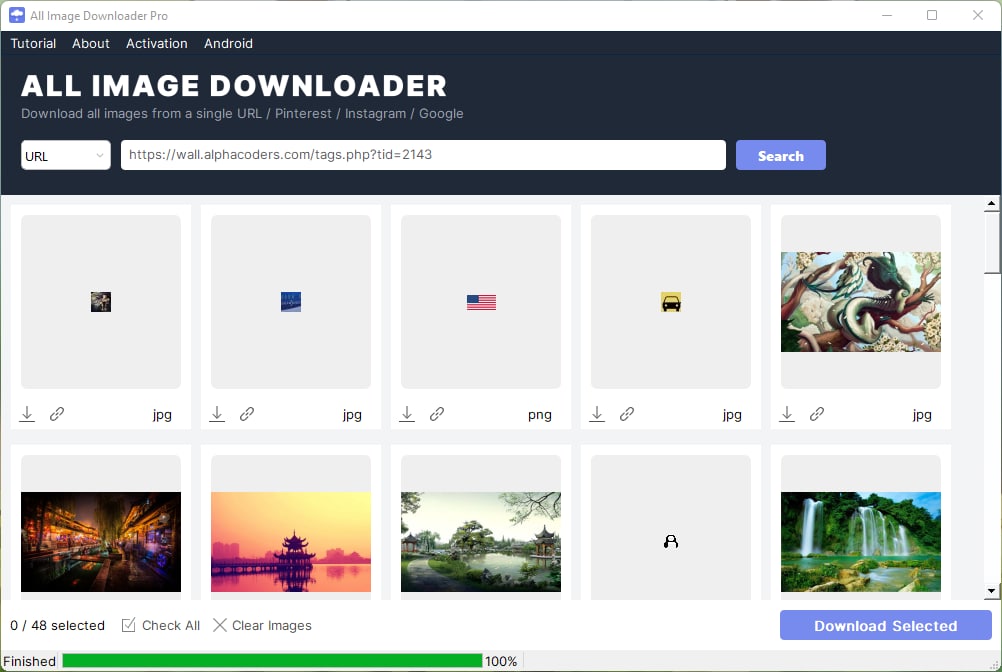 All Image Downloader Pro
Tutorial About Activation Android
ALL IMAGE DOWNLOADER
Download all images from a single URL / Pinterest / Instagram / Google
URL https://wall.alphacoders.com/tags.php?tid=2143 Search
jpg jpg png jpg jpg
0 / 48 selected Check All Clear Images Download Selected
Finished 100%